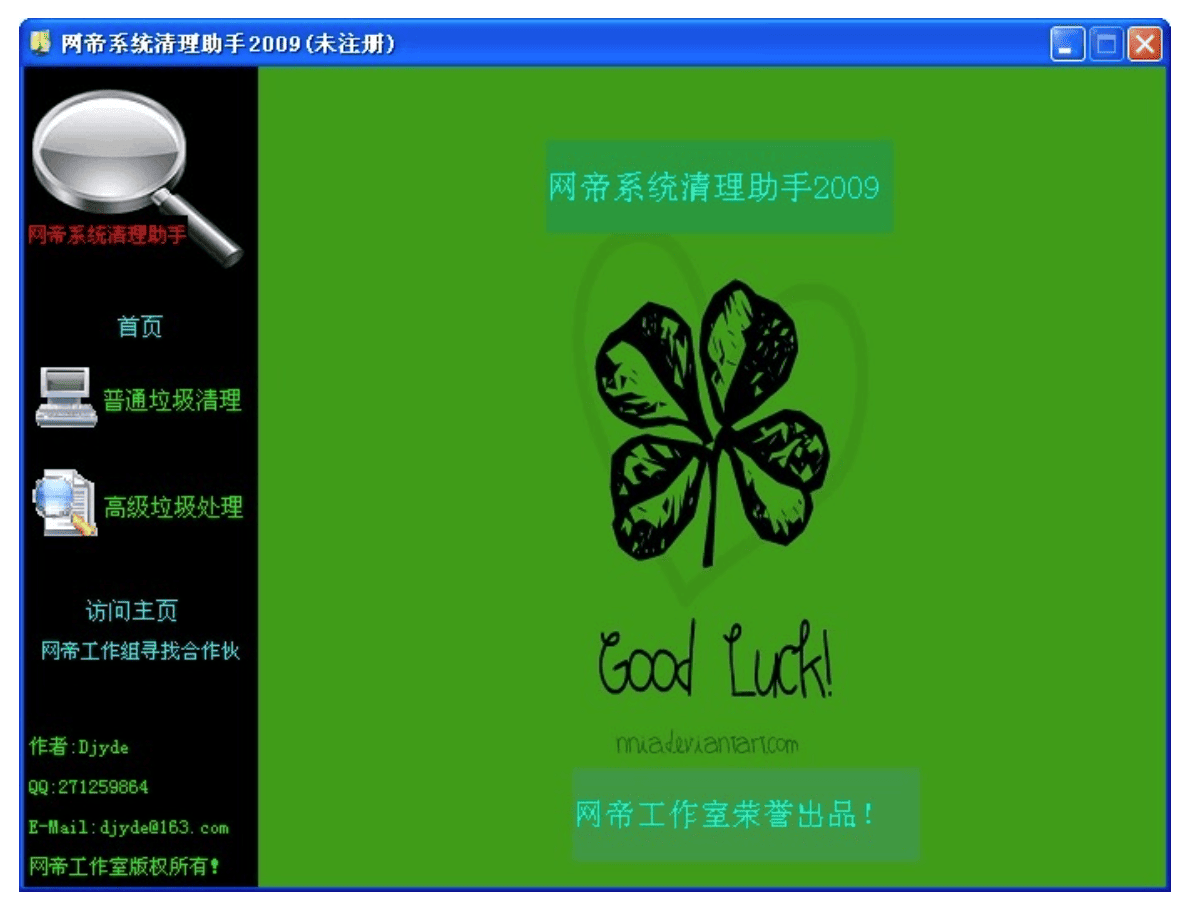 网帝系统清理助手2009(未注册)
网帝系统清理助手
首页
普通垃圾清理
高级垃圾处理
访问主页
网帝工作组寻找合作伙
作者:Djyde
QQ:271259864
E-Mail:djyde@163.com
网帝工作室版权所有!
网帝系统清理助手2009
Good Luck!
nnia.deviantart.com
网帝工作室荣誉出品!